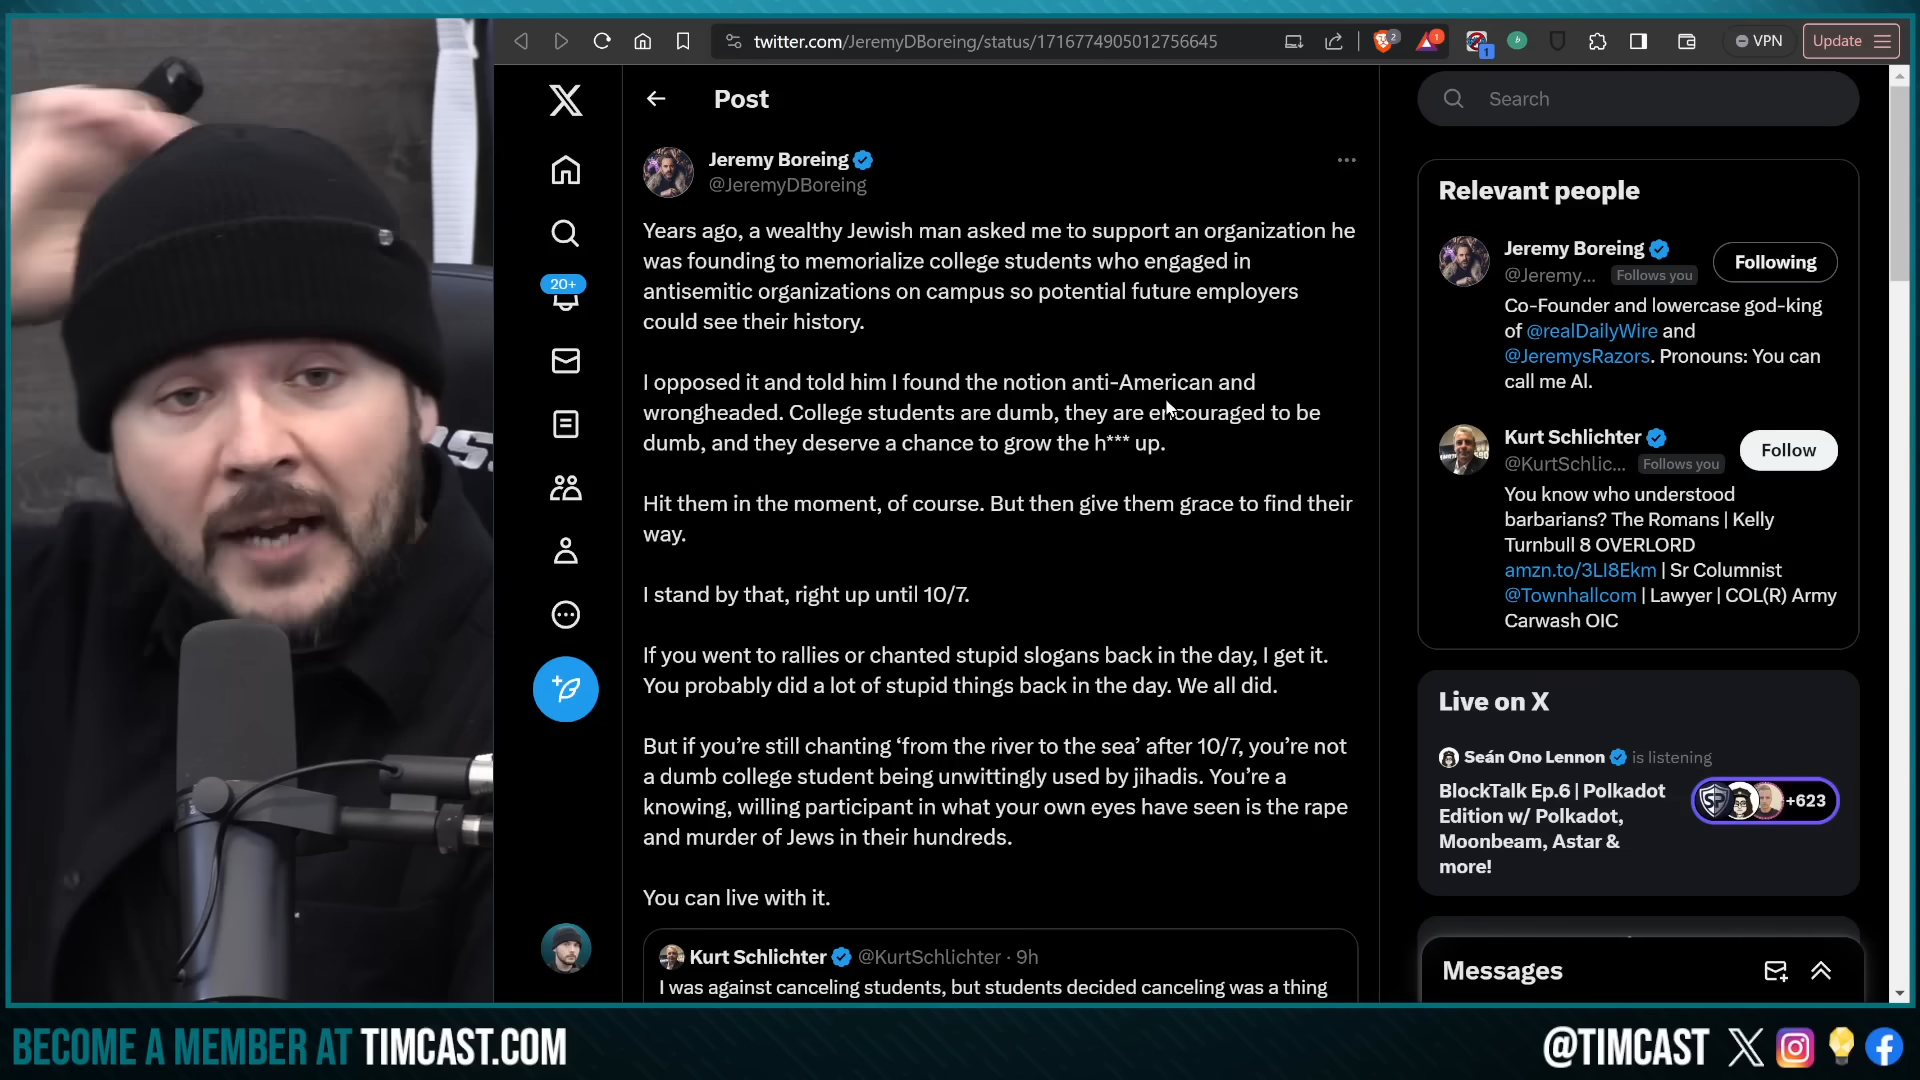 twitter.com/JeremyDBoreing/status/1716774905012756645
2
1
1
VPN
Update
Post
Search
Jeremy Boreing
@JeremyDBoreing
Years ago, a wealthy Jewish man asked me to support an organization he
was founding to memorialize college students who engaged in
antisemitic organizations on campus so potential future employers
could see their history.
I opposed it and told him I found the notion anti-American and
wrongheaded. College students are dumb, they are encouraged to be
dumb, and they deserve a chance to grow the h*** up.
Hit them in the moment, of course. But then give them grace to find their
way.
I stand by that, right up until 10/7.
If you went to rallies or chanted stupid slogans back in the day, I get it.
You probably did a lot of stupid things back in the day. We all did.
But if you're still chanting ‘from the river to the sea’ after 10/7, you’re not
a dumb college student being unwittingly used by jihadis. You’re a
knowing, willing participant in what your own eyes have seen is the rape
and murder of Jews in their hundreds.
You can live with it.
Kurt Schlichter @KurtSchlichter · 9h
I was against canceling students, but students decided canceling was a thing
20+
Relevant people
Jeremy Boreing
@Jeremy... Follows you
Following
Co-Founder and lowercase god-king
of @realDailyWire and
@JeremysRazors. Pronouns: You can
call me Al.
Kurt Schlichter
@KurtSchlic... Follows you
Follow
You know who understood
barbarians? The Romans | Kelly
Turnbull 8 OVERLORD
amzn.to/3LI8Ekm | Sr Columnist
@Townhallcom | Lawyer | COL(R) Army
Carwash OIC
Live on X
Seán Ono Lennon is listening
BlockTalk Ep.6 | Polkadot
Edition w/ Polkadot,
Moonbeam, Astar &
more!
+623
Messages
BECOME A MEMBER AT TIMCAST.COM
@TIMCAST